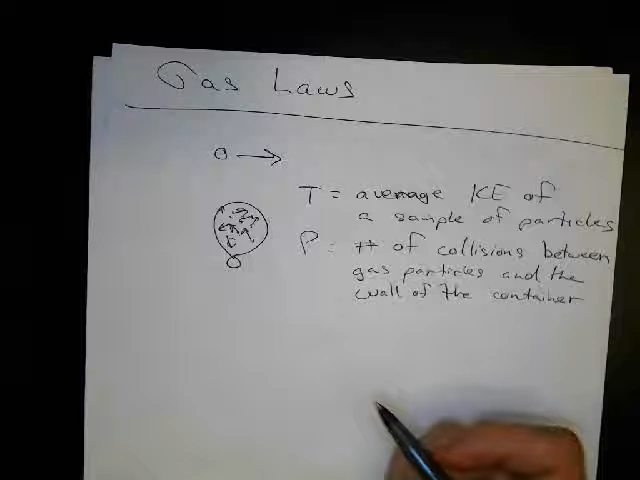 Gas Laws
T = average KE of
a sample of particles
P = # of collisions between
gas particles and the
wall of the container